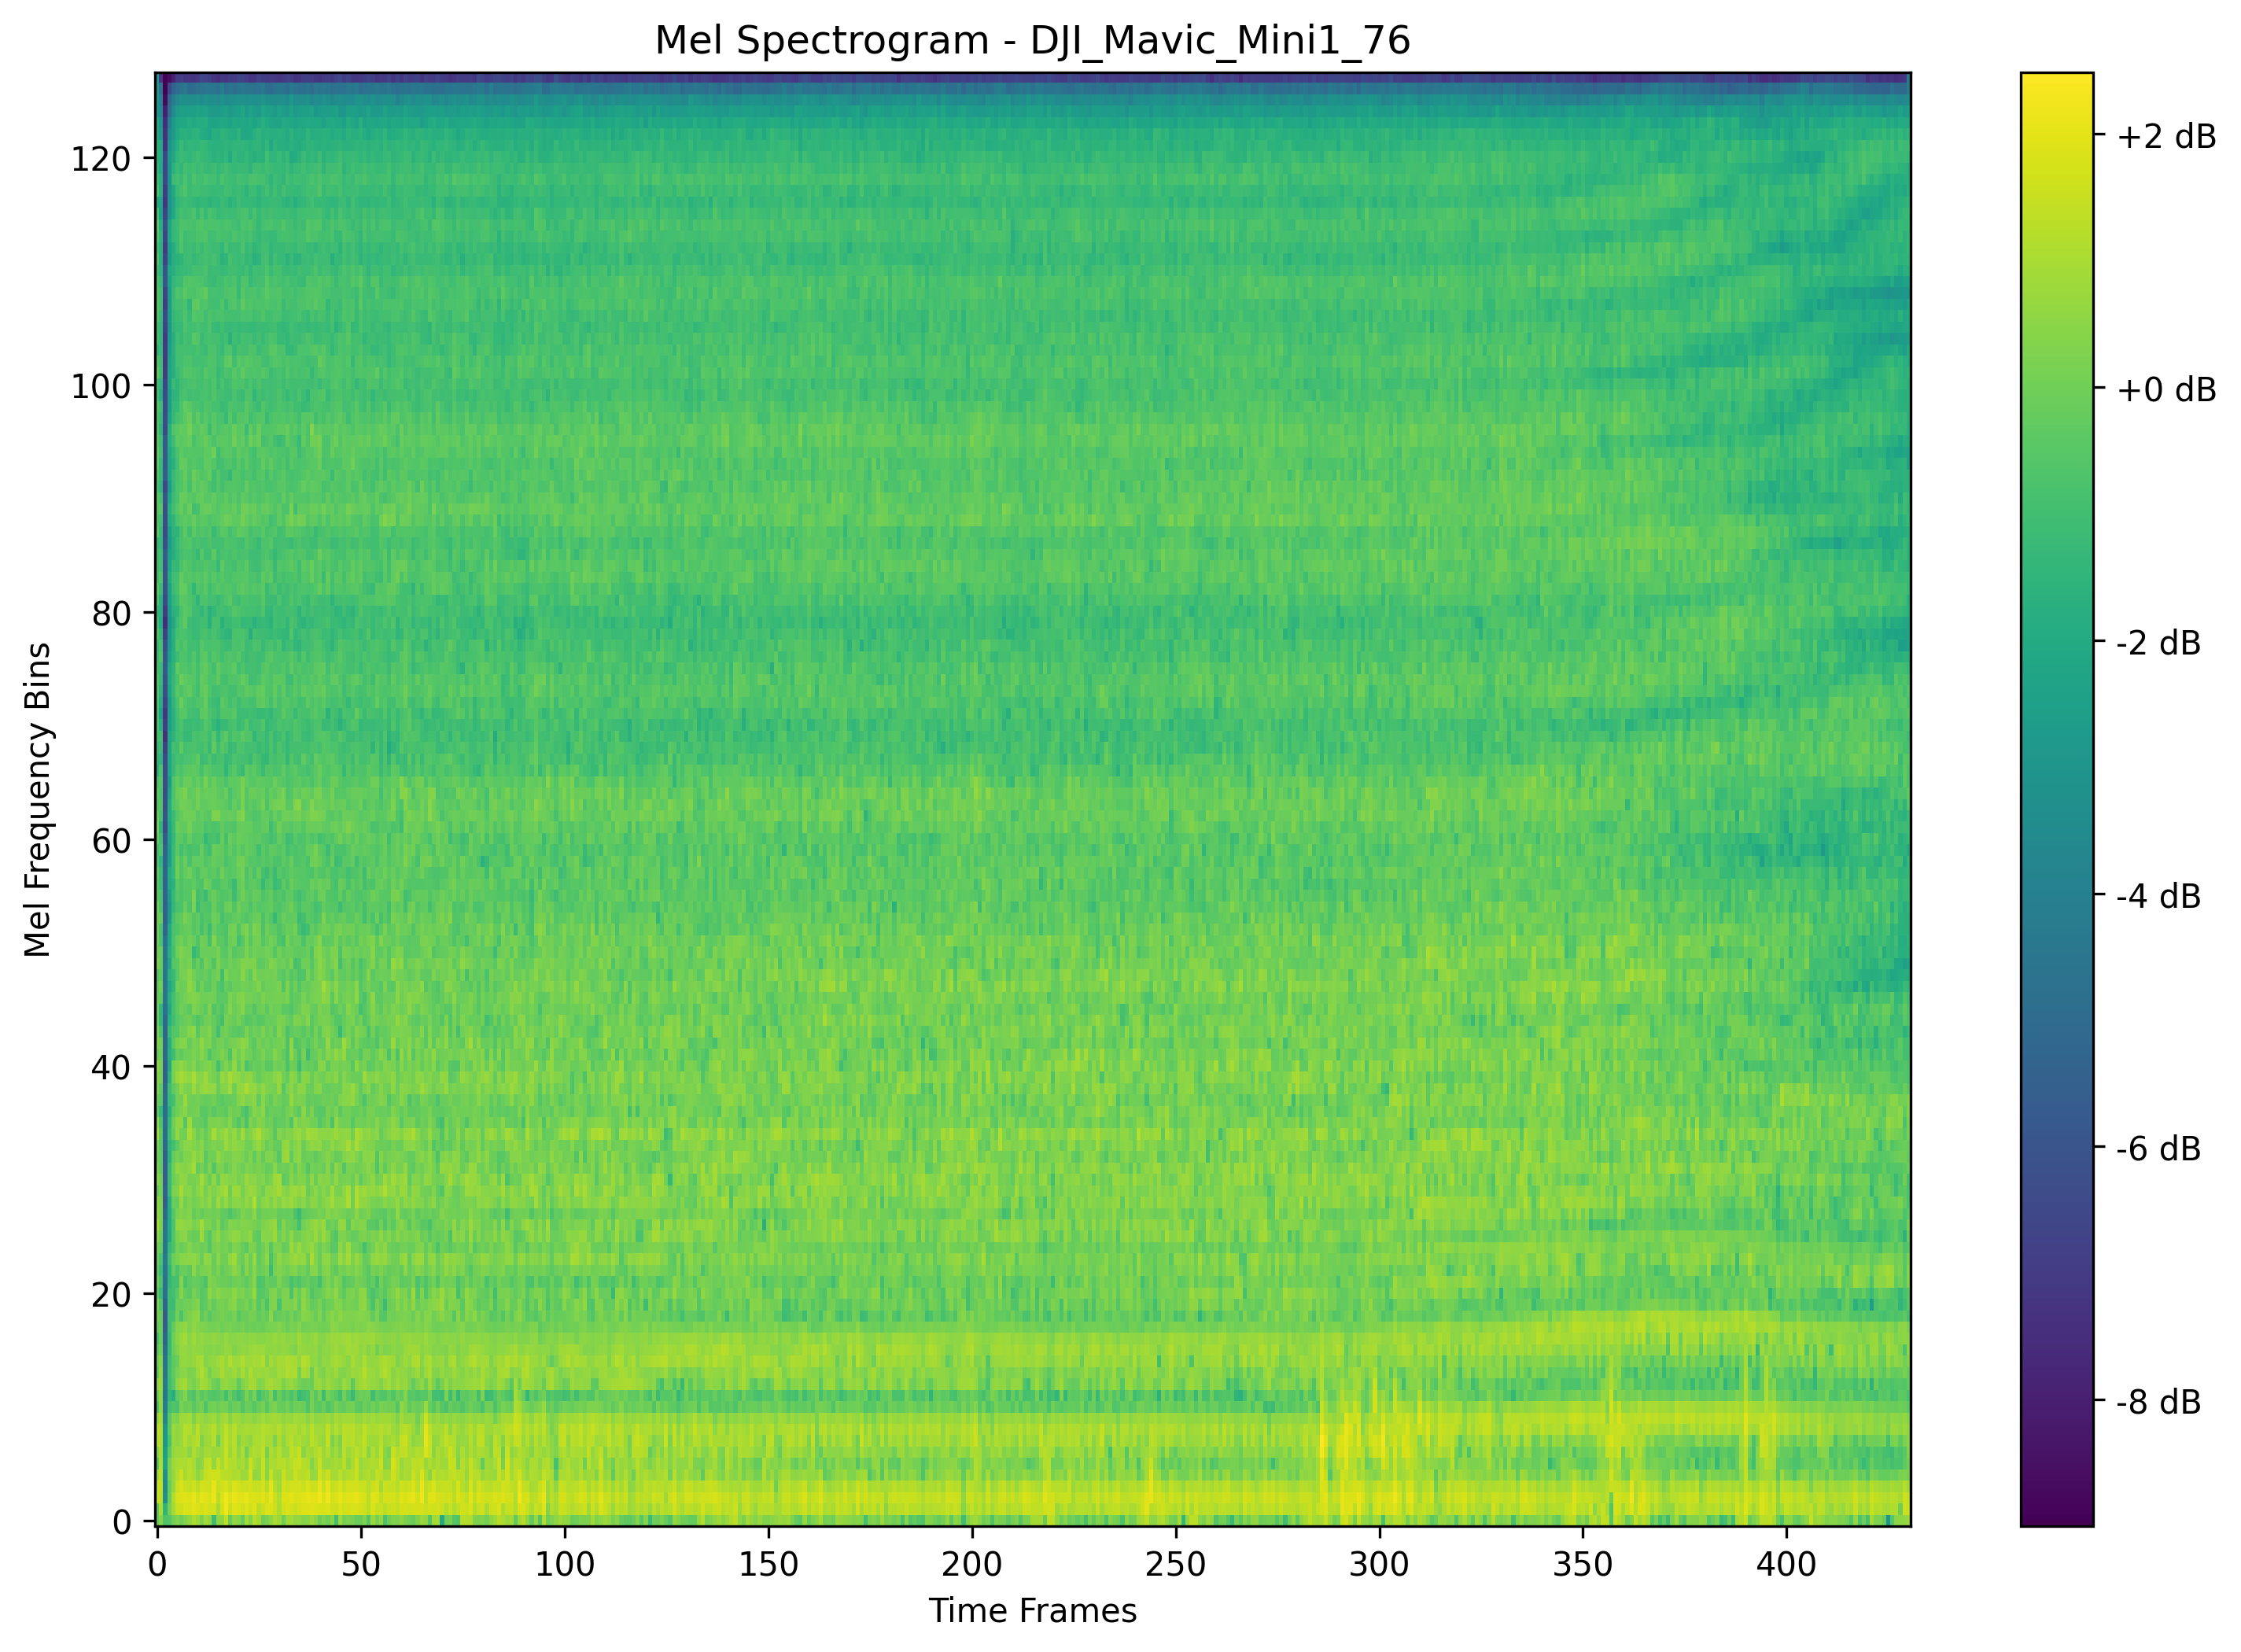 Mel Spectrogram - DJI_Mavic_Mini1_76
Mel Frequency Bins
120
100
80
60
40
20
0
0 50 100 150 200 250 300 350 400
Time Frames
+2 dB
+0 dB
-2 dB
-4 dB
-6 dB
-8 dB